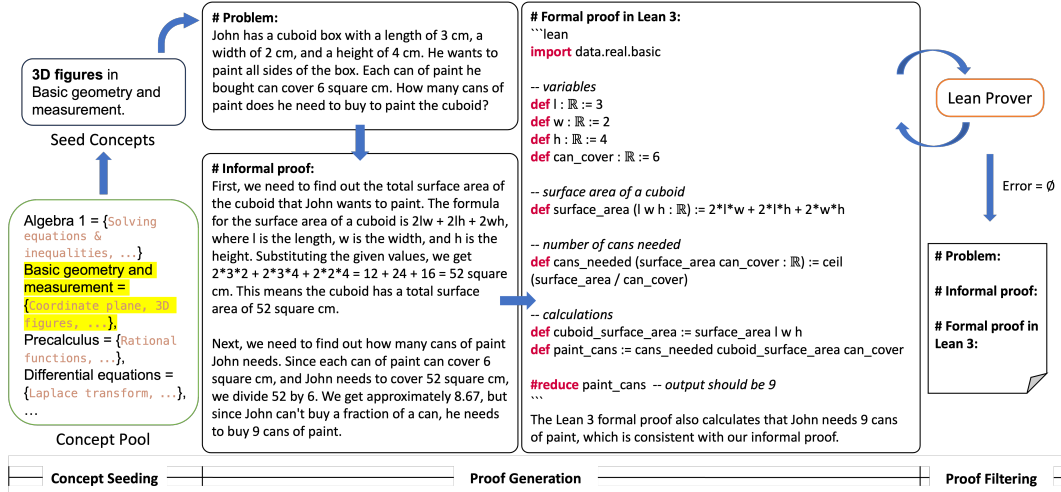 3D figures in
Basic geometry and
measurement.
Seed Concepts
Algebra 1 = {Solving
equations &
inequalities, ...}
Basic geometry and
measurement =
{Coordinate plane, 3D
figures, ...},
Precalculus = {Rational
functions, ...},
Differential equations =
{Laplace transform, ...},
...
Concept Pool
# Problem:
John has a cuboid box with a length of 3 cm, a
width of 2 cm, and a height of 4 cm. He wants to
paint all sides of the box. Each can of paint he
bought can cover 6 square cm. How many cans
of paint does he need to buy to paint the cuboid?
# Informal proof:
First, we need to find out the total surface area of
the cuboid that John wants to paint. The formula
for the surface area of a cuboid is 2lw + 2lh + 2wh,
where l is the length, w is the width, and h is the
height. Substituting the given values, we get
2*3*2 + 2*3*4 + 2*2*4 = 12 + 24 + 16 = 52 square
cm. This means the cuboid has a total surface
area of 52 square cm.
Next, we need to find out how many cans of paint
John needs. Since each can of paint can cover 6
square cm, and John needs to cover 52 square cm,
we divide 52 by 6. We get approximately 8.67, but
since John can't buy a fraction of a can, he needs
to buy 9 cans of paint.
# Formal proof in Lean 3:
```lean
import data.real.basic
-- variables
def l : ℝ := 3
def w : ℝ := 2
def h : ℝ := 4
def can_cover : ℝ := 6
-- surface area of a cuboid
def surface_area (l w h : ℝ) := 2*l*w + 2*l*h + 2*w*h
-- number of cans needed
def cans_needed (surface_area can_cover : ℝ) := ceil
(surface_area / can_cover)
-- calculations
def cuboid_surface_area := surface_area l w h
def paint_cans := cans_needed cuboid_surface_area can_cover
#reduce paint_cans -- output should be 9
```
The Lean 3 formal proof also calculates that John needs 9 cans
of paint, which is consistent with our informal proof.
Lean Prover
Error = ∅
# Problem:
# Informal proof:
# Formal proof in
Lean 3:
Concept Seeding
Proof Generation
Proof Filtering